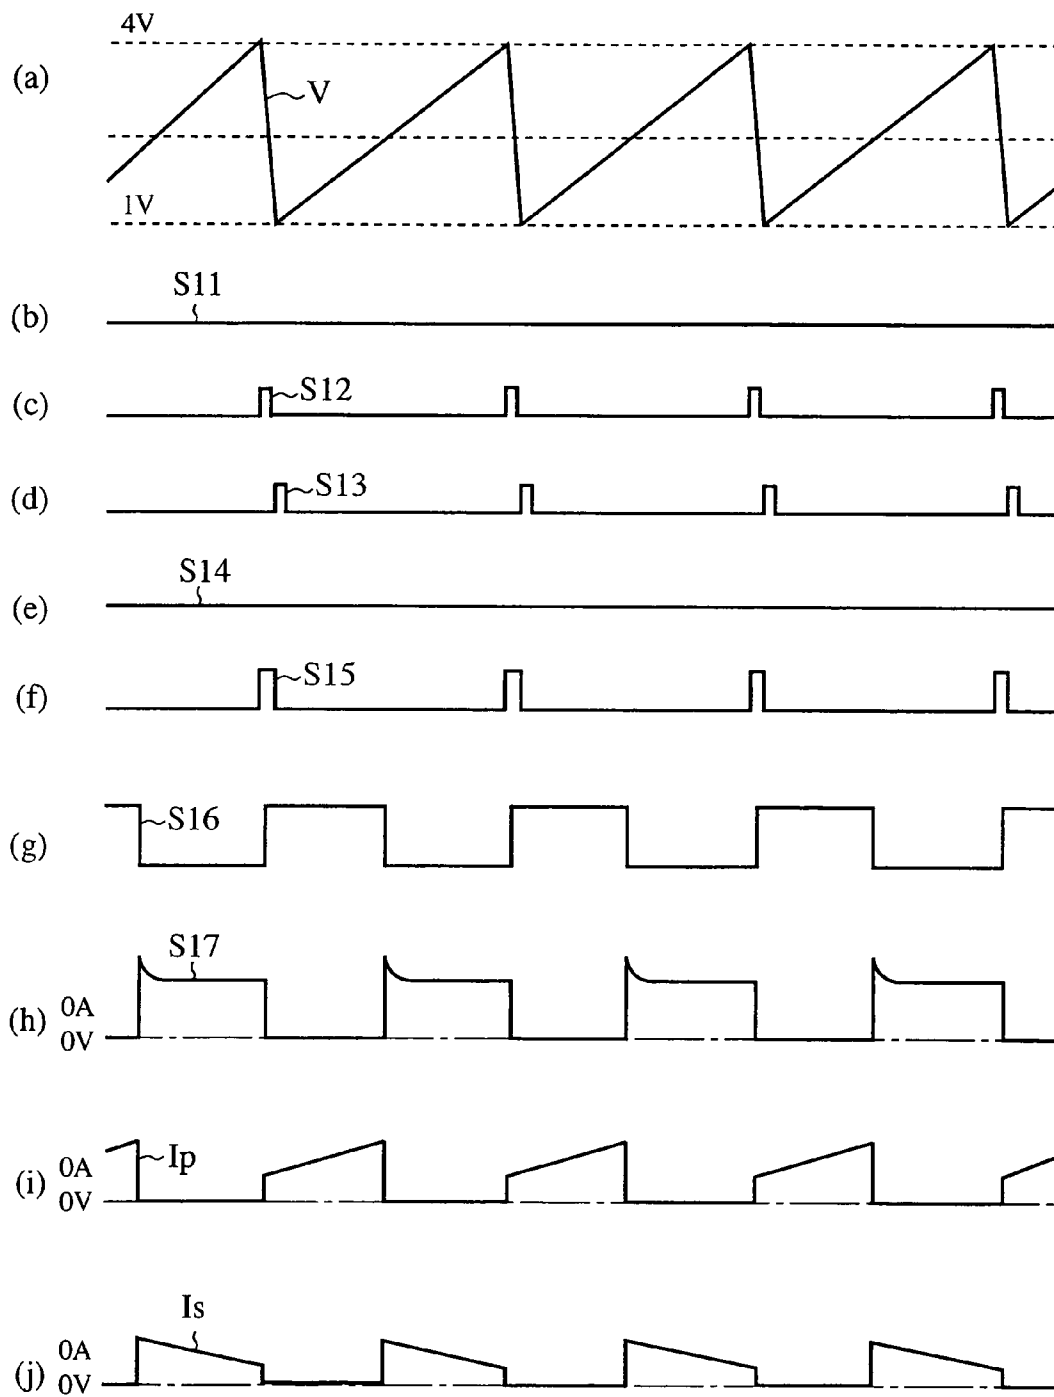 4V
(a)
V
1V
S11
(b)
(c)
S12
(d)
S13
S14
(e)
(f)
S15
S16
(g)
S17
(h)
0A
0V
Ip
(i)
0A
0V
Is
0A
(j)
0V